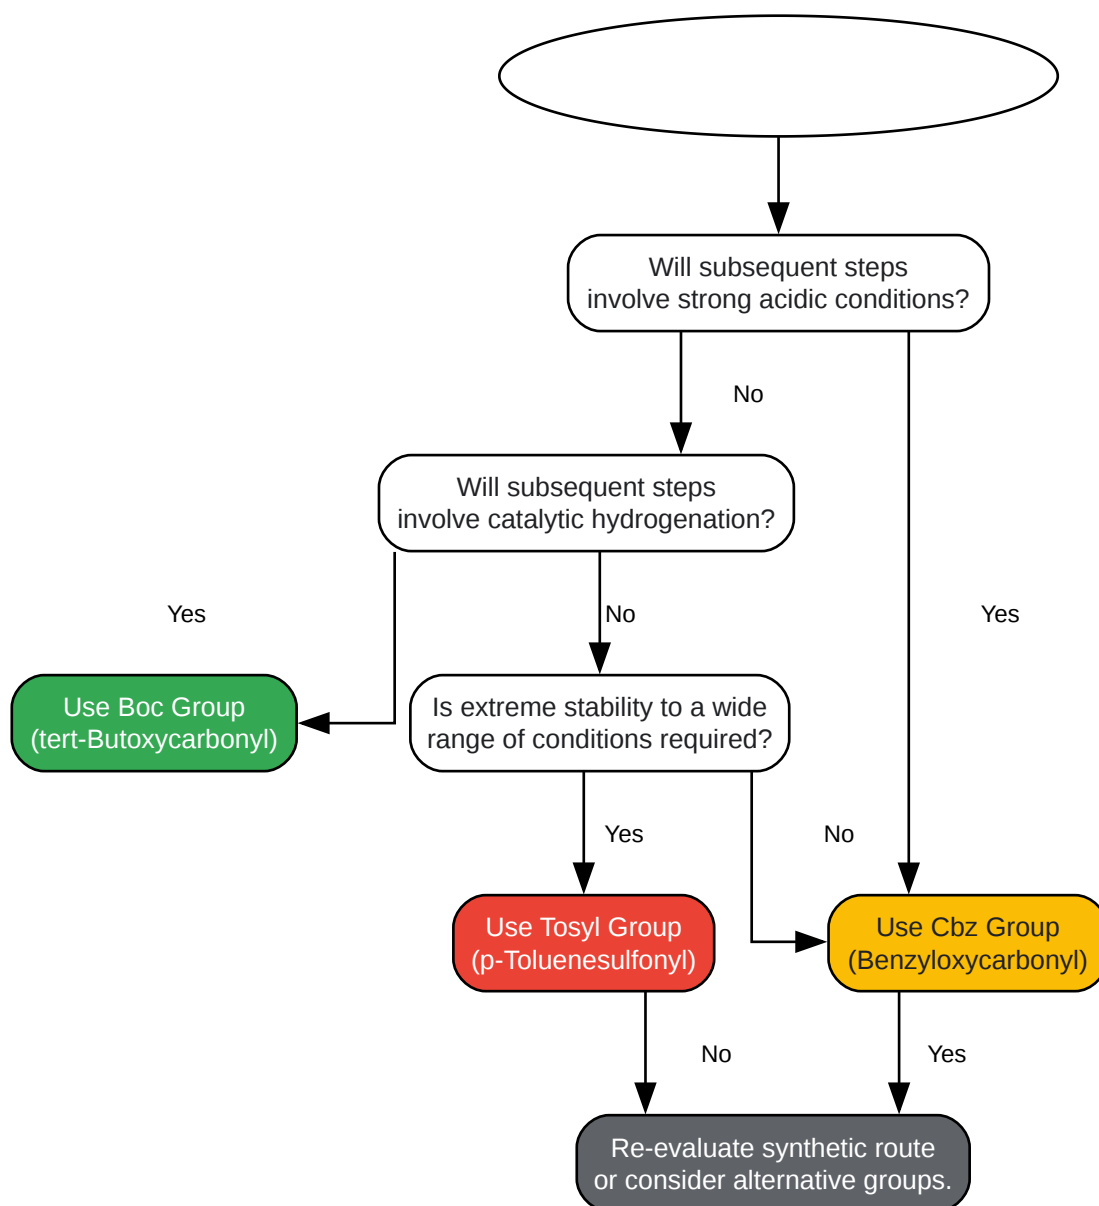 Will subsequent steps
involve strong acidic conditions?
No
Will subsequent steps
involve catalytic hydrogenation?
Yes
No
Yes
Use Boc Group
(tert-Butoxycarbonyl)
Is extreme stability to a wide
range of conditions required?
Yes
No
Use Tosyl Group
(p-Toluenesulfonyl)
Use Cbz Group
(Benzyloxycarbonyl)
No
Yes
Re-evaluate synthetic route
or consider alternative groups.